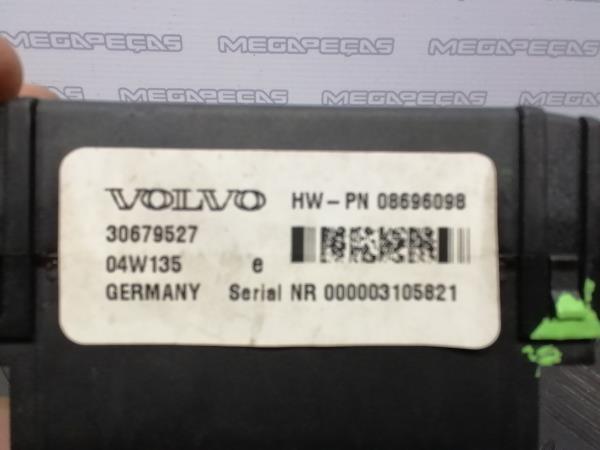 MEGAPEÇAS
MEGAPEÇAS MEGAPEÇAS MEGAPEÇAS
MEGAPEÇAS MEGAPEÇAS
VOLVO HW-PN 08696098
30679527
04W135 e
GERMANY Serial NR 000003105821